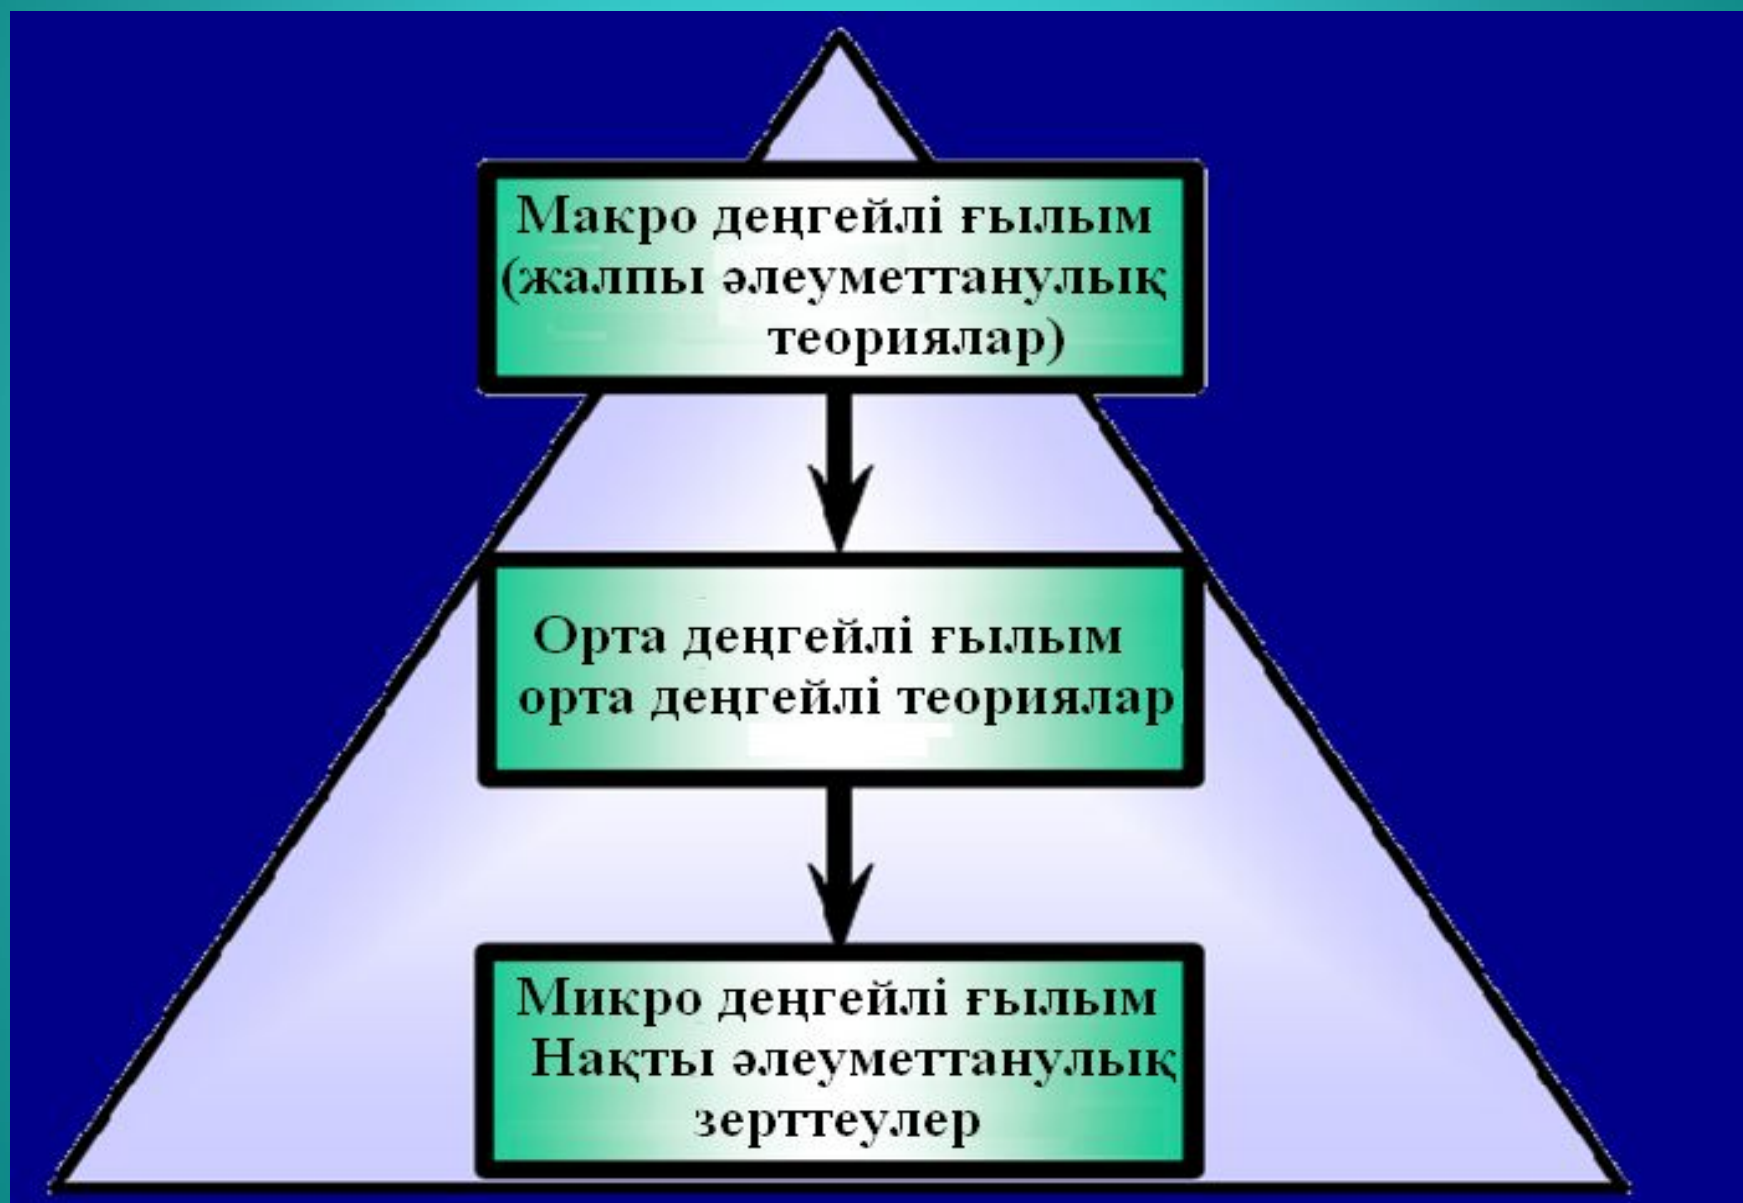 Макро деңгейлі ғылым
(жалпы әлеуметтанулық
теориялар)
Орта деңгейлі ғылым
орта деңгейлі теориялар
Микро деңгейлі ғылым
Нақты әлеуметтанулық
зерттеулер